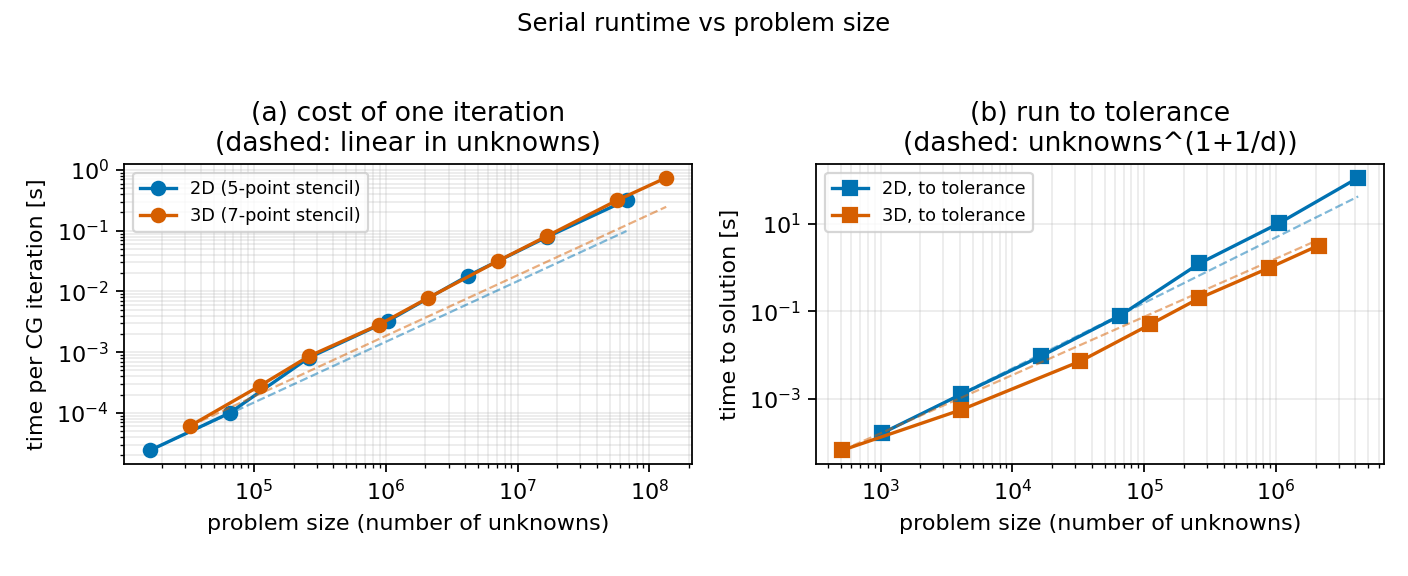 Serial runtime vs problem size
(a) cost of one iteration
(dashed: linear in unknowns)
2D (5-point stencil)
3D (7-point stencil)
time per CG iteration [s]
10^0
10^-1
10^-2
10^-3
10^-4
10^5
10^6
10^7
10^8
problem size (number of unknowns)
(b) run to tolerance
(dashed: unknowns^(1+1/d))
2D, to tolerance
3D, to tolerance
time to solution [s]
10^1
10^-1
10^-3
10^3
10^4
10^5
10^6
problem size (number of unknowns)